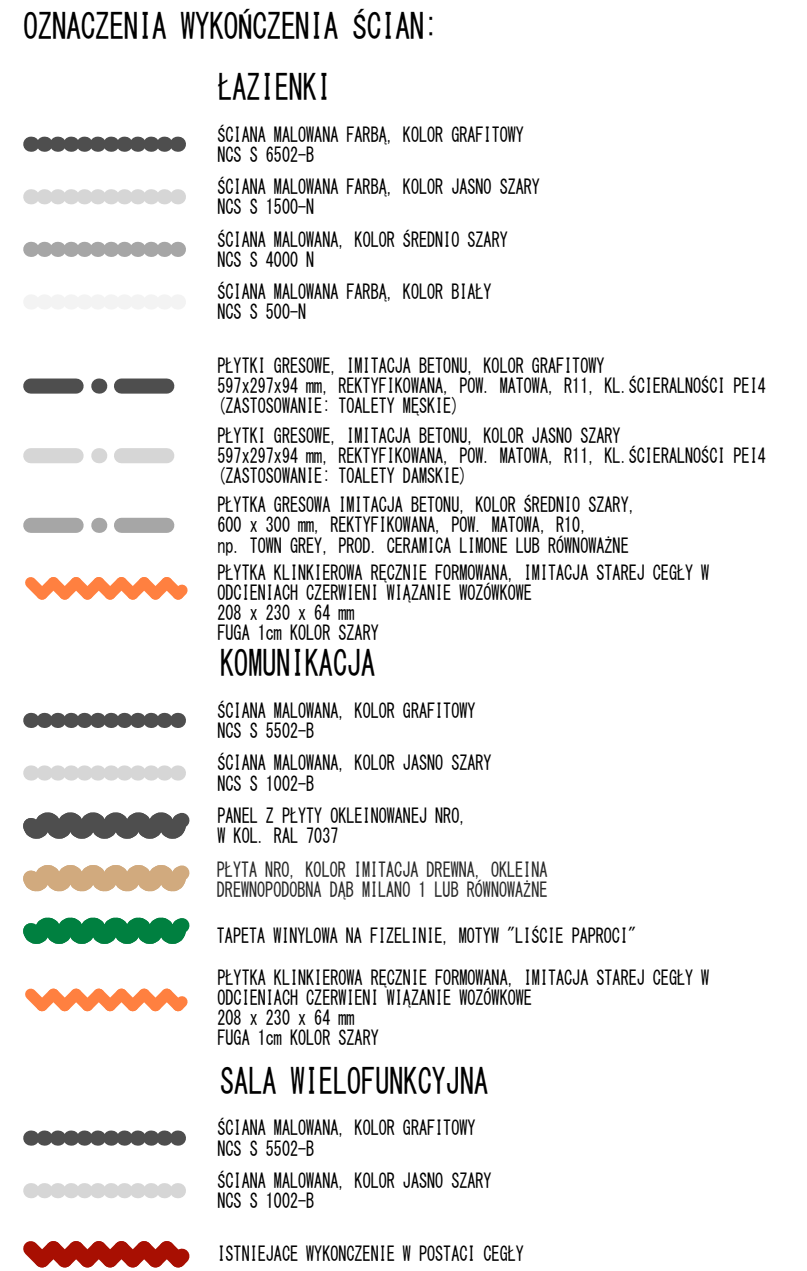 OZNACZENIA WYKOŃCZENIA ŚCIAN:
ŁAZIENKI
ŚCIANA MALOWANA FARBĄ, KOLOR GRAFITOWY
NCS S 6502-B
ŚCIANA MALOWANA FARBĄ, KOLOR JASNO SZARY
NCS S 1500-N
ŚCIANA MALOWANA, KOLOR ŚREDNIO SZARY
NCS S 4000 N
ŚCIANA MALOWANA FARBĄ, KOLOR BIAŁY
NCS S 500-N
PŁYTKI GRESOWE, IMITACJA BETONU, KOLOR GRAFITOWY
597x297x94 mm, REKTYFIKOWANA, POW. MATOWA, R11, KL.ŚCIERALNOŚCI PEI4
(ZASTOSOWANIE: TOALETY MĘSKIE)
PŁYTKI GRESOWE, IMITACJA BETONU, KOLOR JASNO SZARY
597x297x94 mm, REKTYFIKOWANA, POW. MATOWA, R11, KL.ŚCIERALNOŚCI PEI4
(ZASTOSOWANIE: TOALETY DAMSKIE)
PŁYTKA GRESOWA IMITACJA BETONU, KOLOR ŚREDNIO SZARY,
600 x 300 mm, REKTYFIKOWANA, POW. MATOWA, R10,
np. TOWN GREY, PROD. CERAMICA LIMONE LUB RÓWNOWAŻNE
PŁYTKA KLINKIEROWA RĘCZNIE FORMOWANA, IMITACJA STAREJ CEGŁY W
ODCIENIACH CZERWIENI WIĄZANIE WOZÓWKOWE
208 x 230 x 64 mm
FUGA 1cm KOLOR SZARY
KOMUNIKACJA
ŚCIANA MALOWANA, KOLOR GRAFITOWY
NCS S 5502-B
ŚCIANA MALOWANA, KOLOR JASNO SZARY
NCS S 1002-B
PANEL Z PŁYTY OKLEINOWANEJ NRO,
W KOL. RAL 7037
PŁYTA NRO, KOLOR IMITACJA DREWNA, OKLEINA
DREWNOPODOBNA DĄB MILANO 1 LUB RÓWNOWAŻNE
TAPETA WINYLOWA NA FIZELINIE, MOTYW "LIŚCIE PAPROCI"
PŁYTKA KLINKIEROWA RĘCZNIE FORMOWANA, IMITACJA STAREJ CEGŁY W
ODCIENIACH CZERWIENI WIĄZANIE WOZÓWKOWE
208 x 230 x 64 mm
FUGA 1cm KOLOR SZARY
SALA WIELOFUNKCYJNA
ŚCIANA MALOWANA, KOLOR GRAFITOWY
NCS S 5502-B
ŚCIANA MALOWANA, KOLOR JASNO SZARY
NCS S 1002-B
ISTNIEJACE WYKONCZENIE W POSTACI CEGŁY